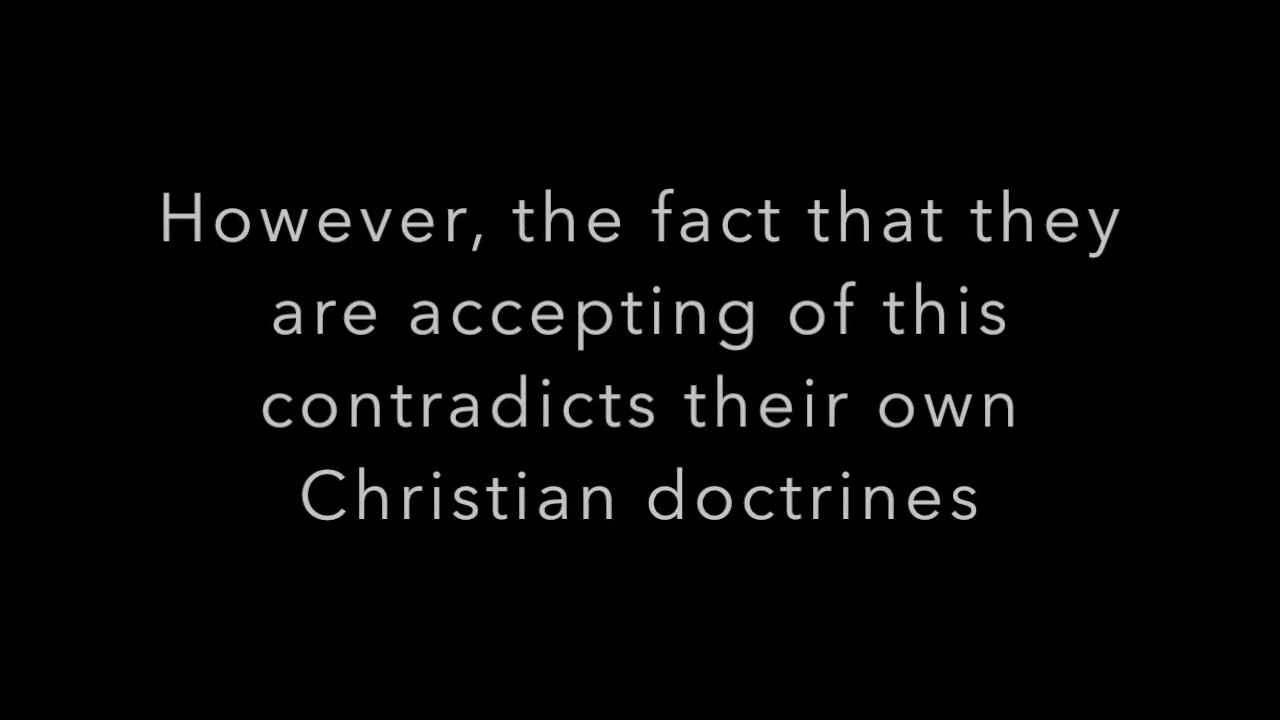 However, the fact that they
are accepting of this
contradicts their own
Christian doctrines